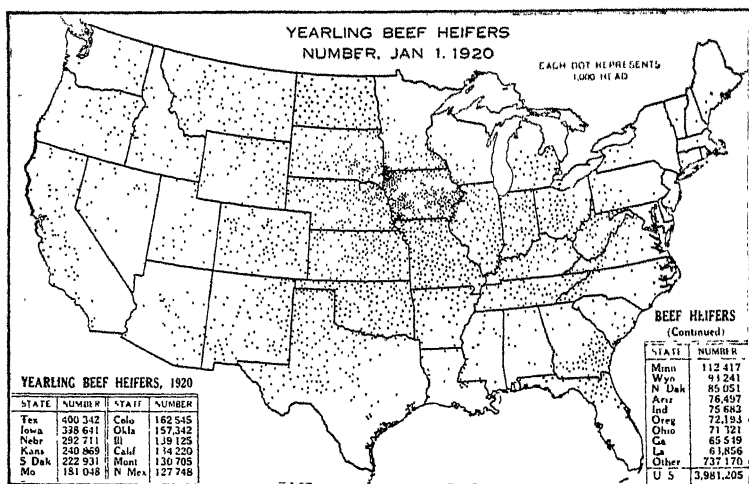 YEARLING BEEF HEIFERS
NUMBER, JAN 1, 1920
EACH DOT REPRESENTS
1,000 HEAD
YEARLING BEEF HEIFERS, 1920
STATE NUMBER STATE NUMBER
Tex 400 342 Colo 162 545
Iowa 338 641 Okla 157,342
Nebr 292 711 Ill 139 125
Kans 240 869 Calif 134 220
S Dak 222 931 Mont 130 705
Mo 181 048 N Mex 127 748
BEEF HEIFERS
(Continued)
STATE NUMBER
Minn 112 417
Wyo 93 241
N Dak 85 051
Ariz 76,497
Ind 75 683
Oreg 72,193
Ohio 71 321
Ga 65 519
La 63,856
Other 737 170
U S 3,981,205